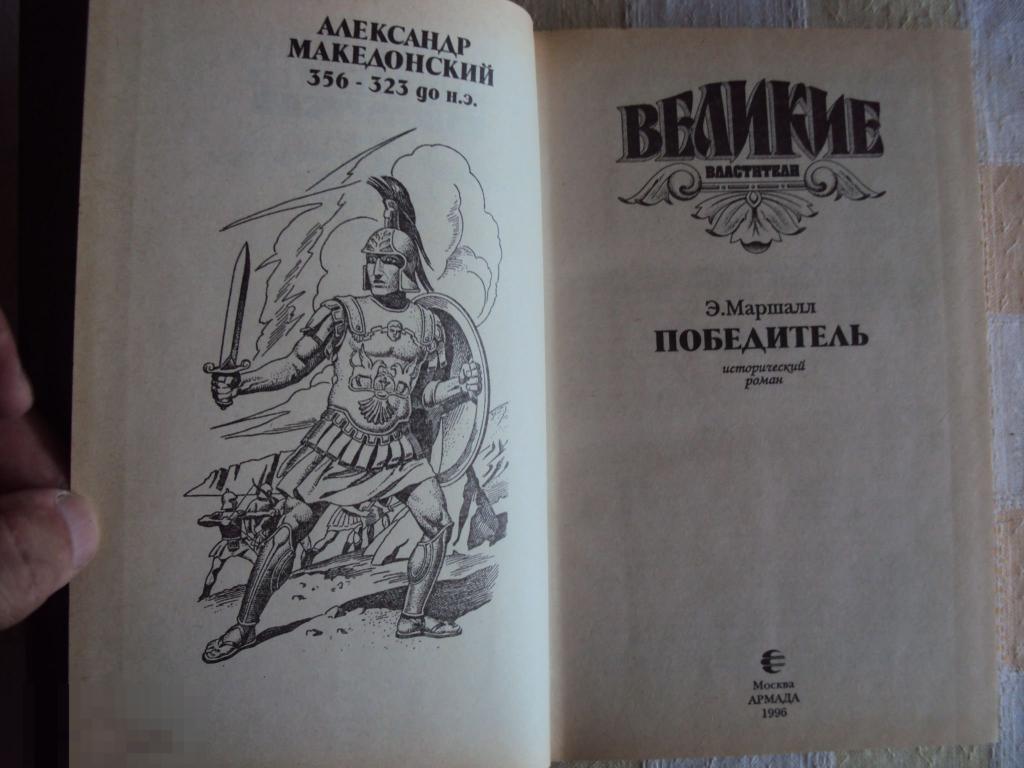 АЛЕКСАНДР
МАКЕДОНСКИЙ
356 - 323 до н.э.
ВЕЛИКИЕ
ВЛАСТИТЕЛИ
Э.Маршалл
ПОБЕДИТЕЛЬ
исторический
роман
Москва
АРМАДА
1996